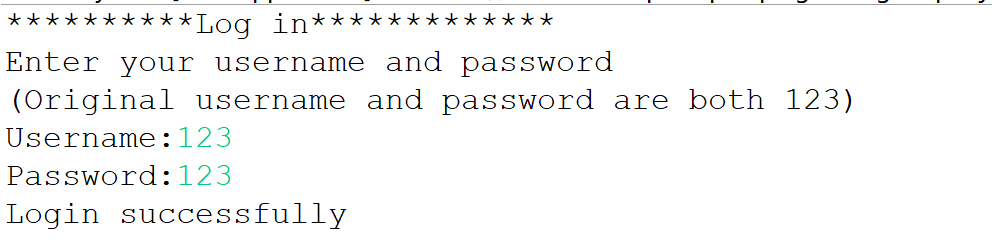 **********Log in*************
Enter your username and password
(Original username and password are both 123)
Username:123
Password:123
Login successfully